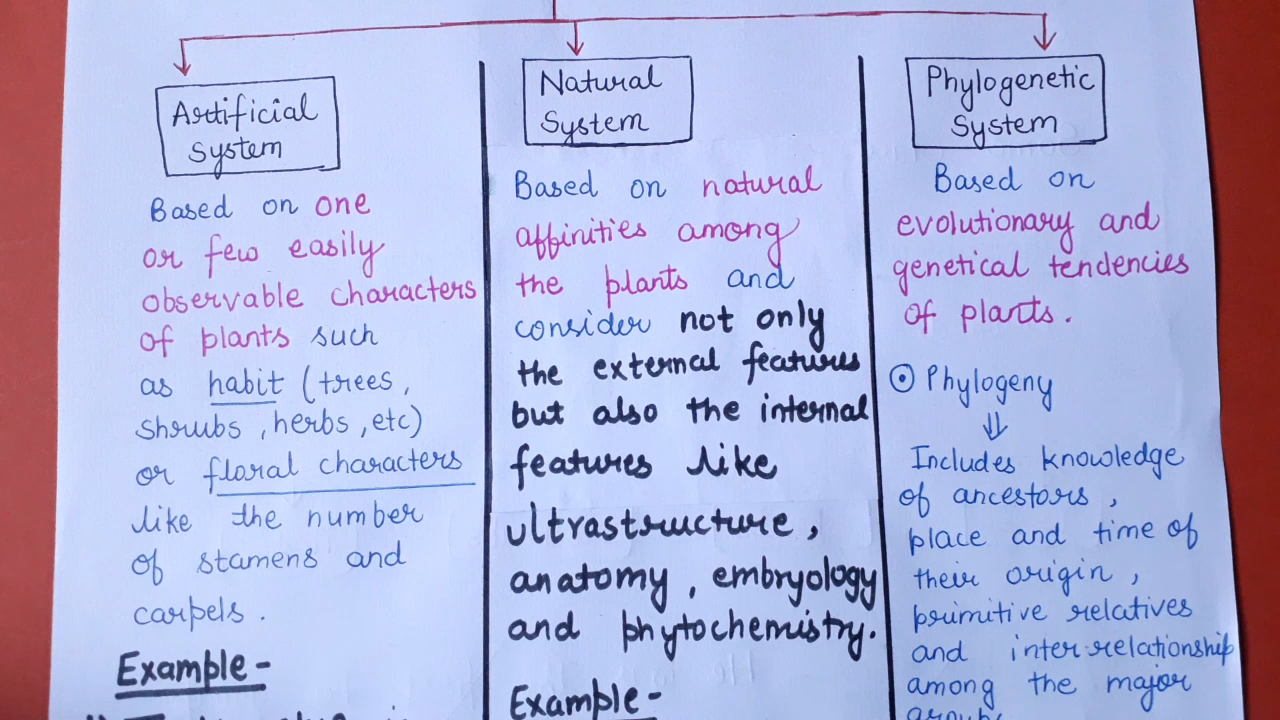 Artificial
System
Based on one
or few easily
observable characters
of plants such
as habit (trees,
shrubs, herbs, etc)
or floral characters
like the number
of stamens and
carpels.
Example-
Natural
System
Based on natural
affinities among
the plants and
consider not only
the external features
but also the internal
features like
ultrastructure,
anatomy, embryology
and phytochemistry.
Example-
Phylogenetic
System
Based on
evolutionary and
genetical tendencies
of plants.
Phylogeny
⇓
Includes knowledge
of ancestors,
place and time of
their origin,
primitive relatives
and inter-relationship
among the major